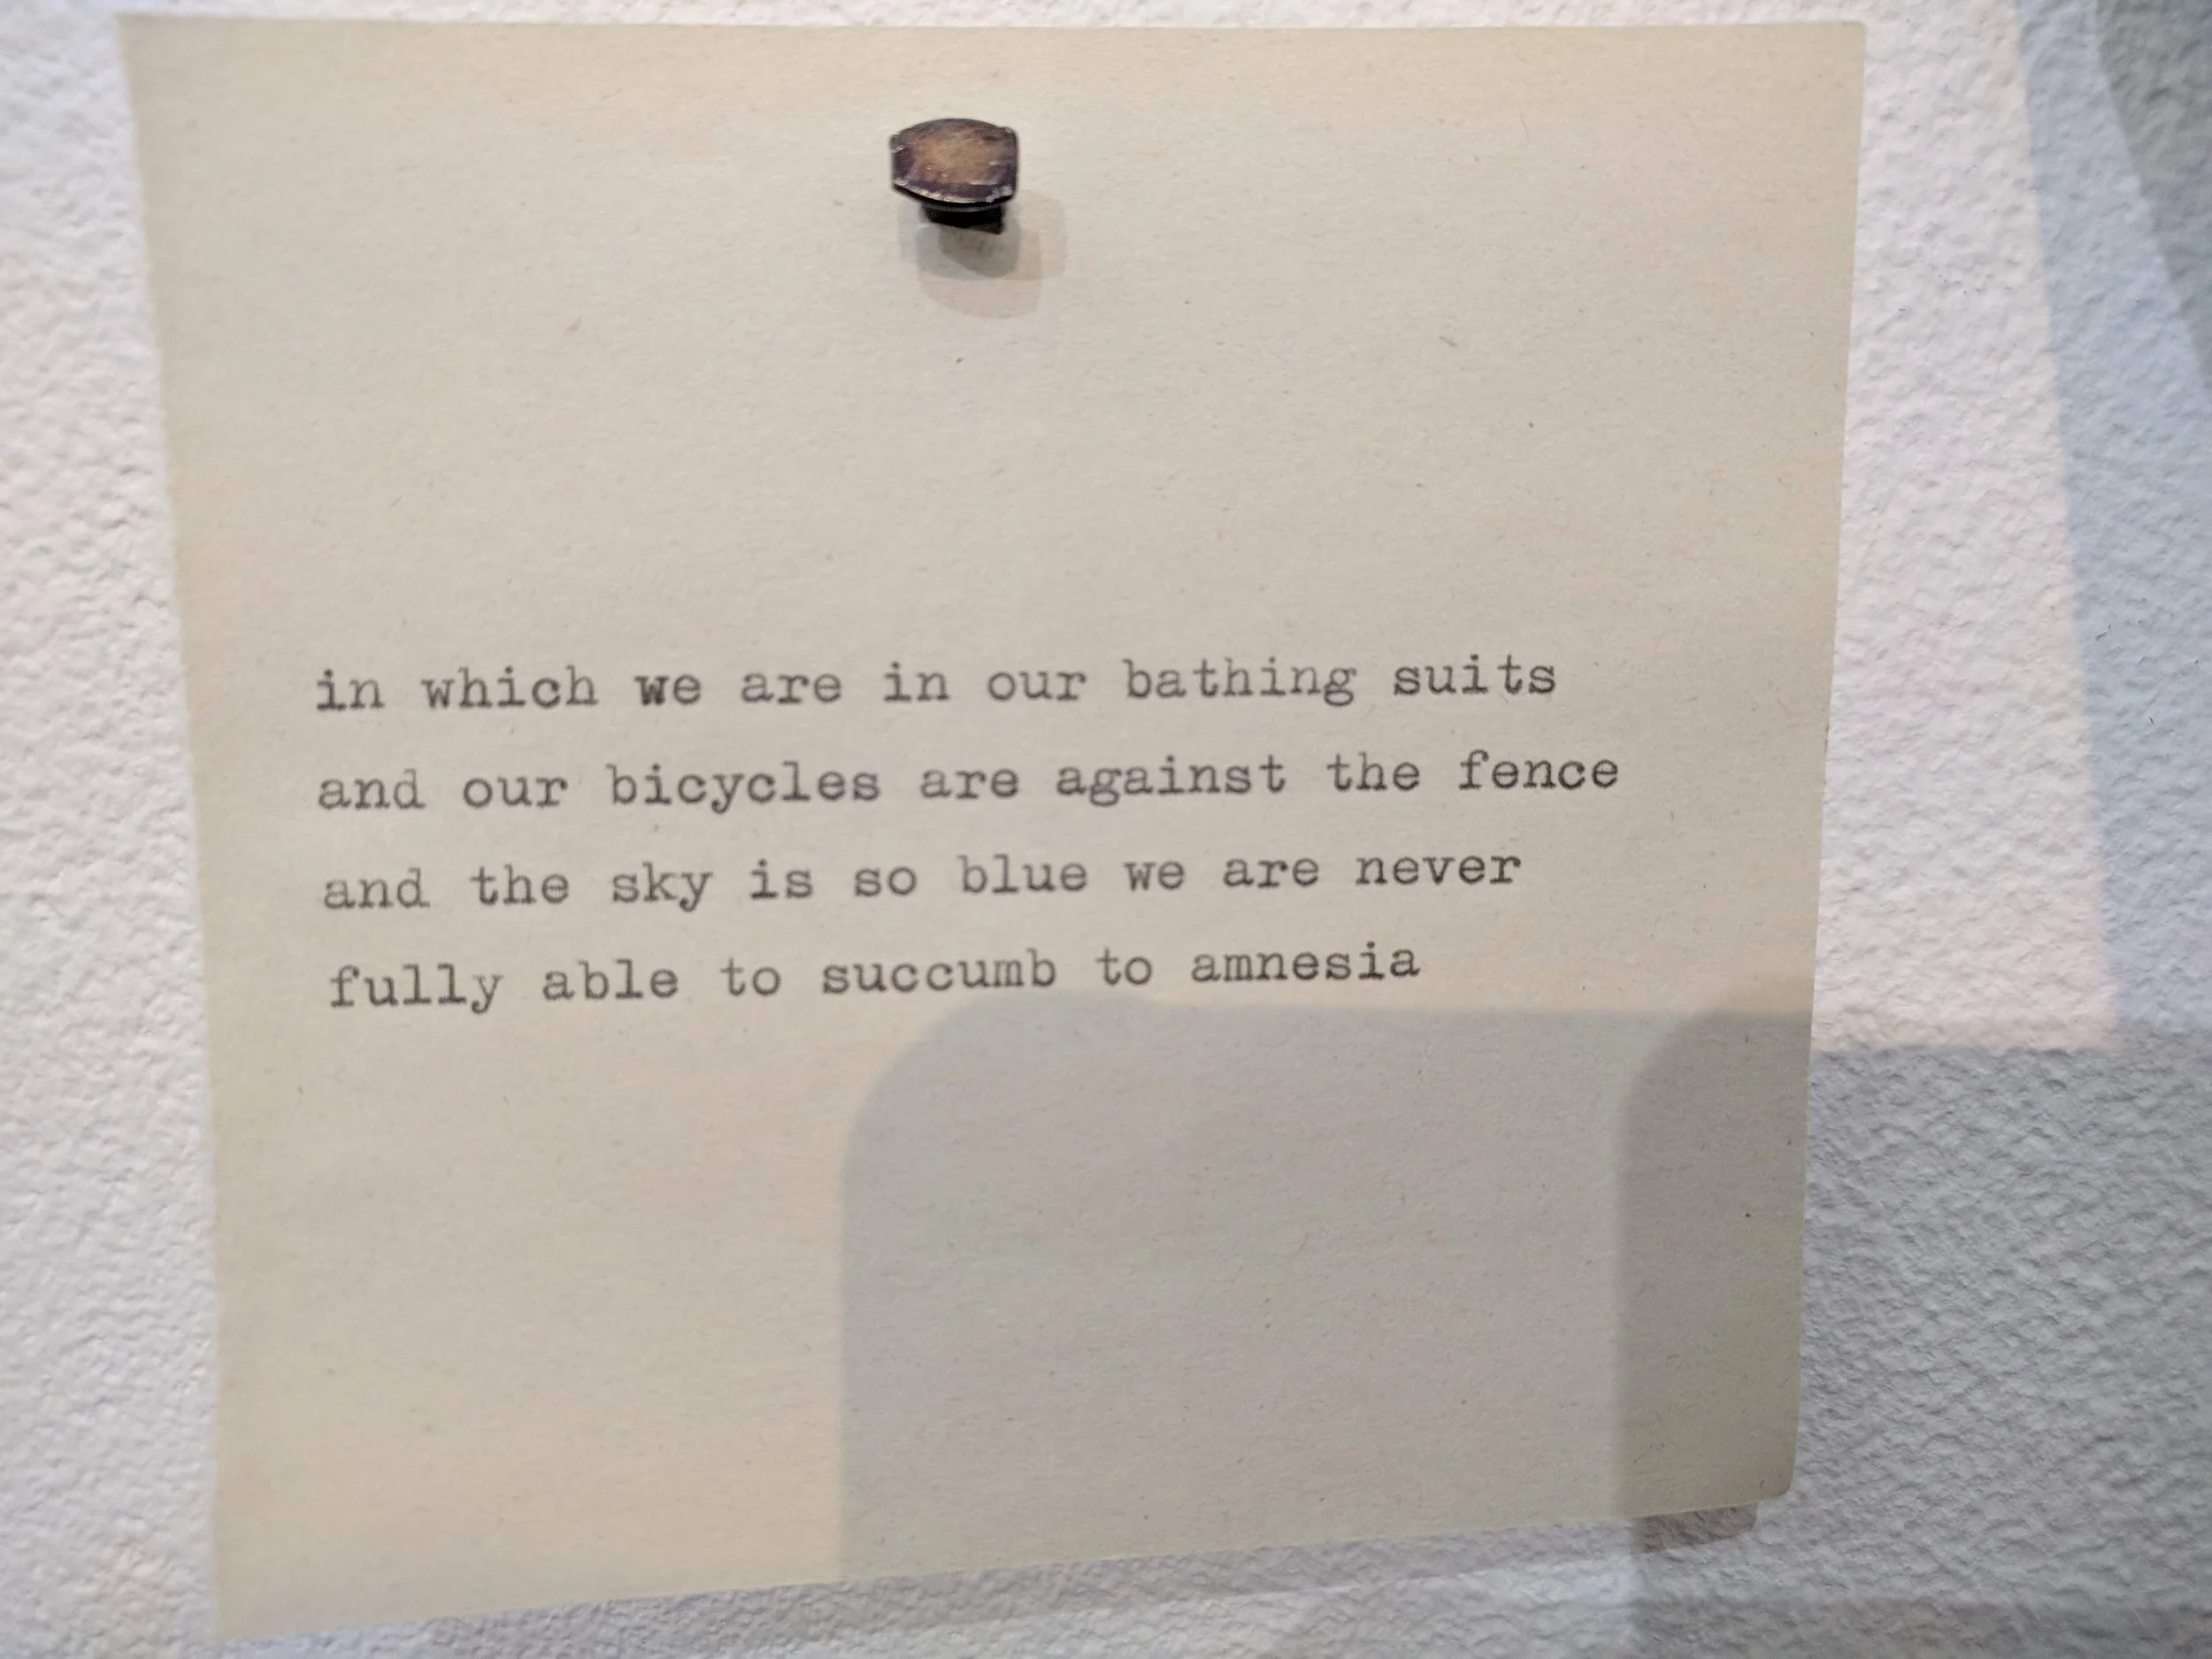 in which we are in our bathing suits
and our bicycles are against the fence
and the sky is so blue we are never
fully able to succumb to amnesia